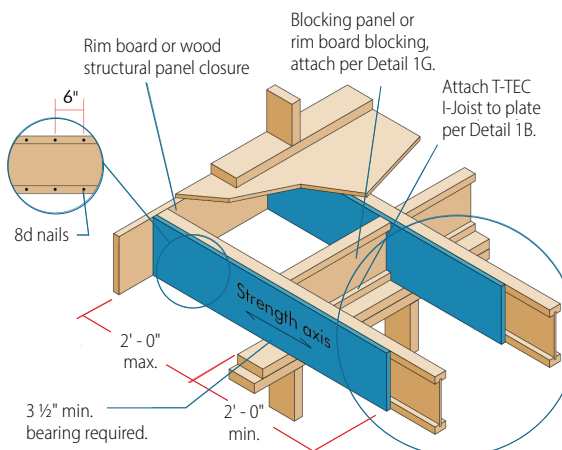 Blocking panel or
rim board blocking,
attach per Detail 1G.
Rim board or wood
structural panel closure
Attach T-TEC
I-Joist to plate
per Detail 1B.
6"
8d nails
Strength axis
2' - 0"
max.
3 ½" min.
bearing required.
2' - 0"
min.